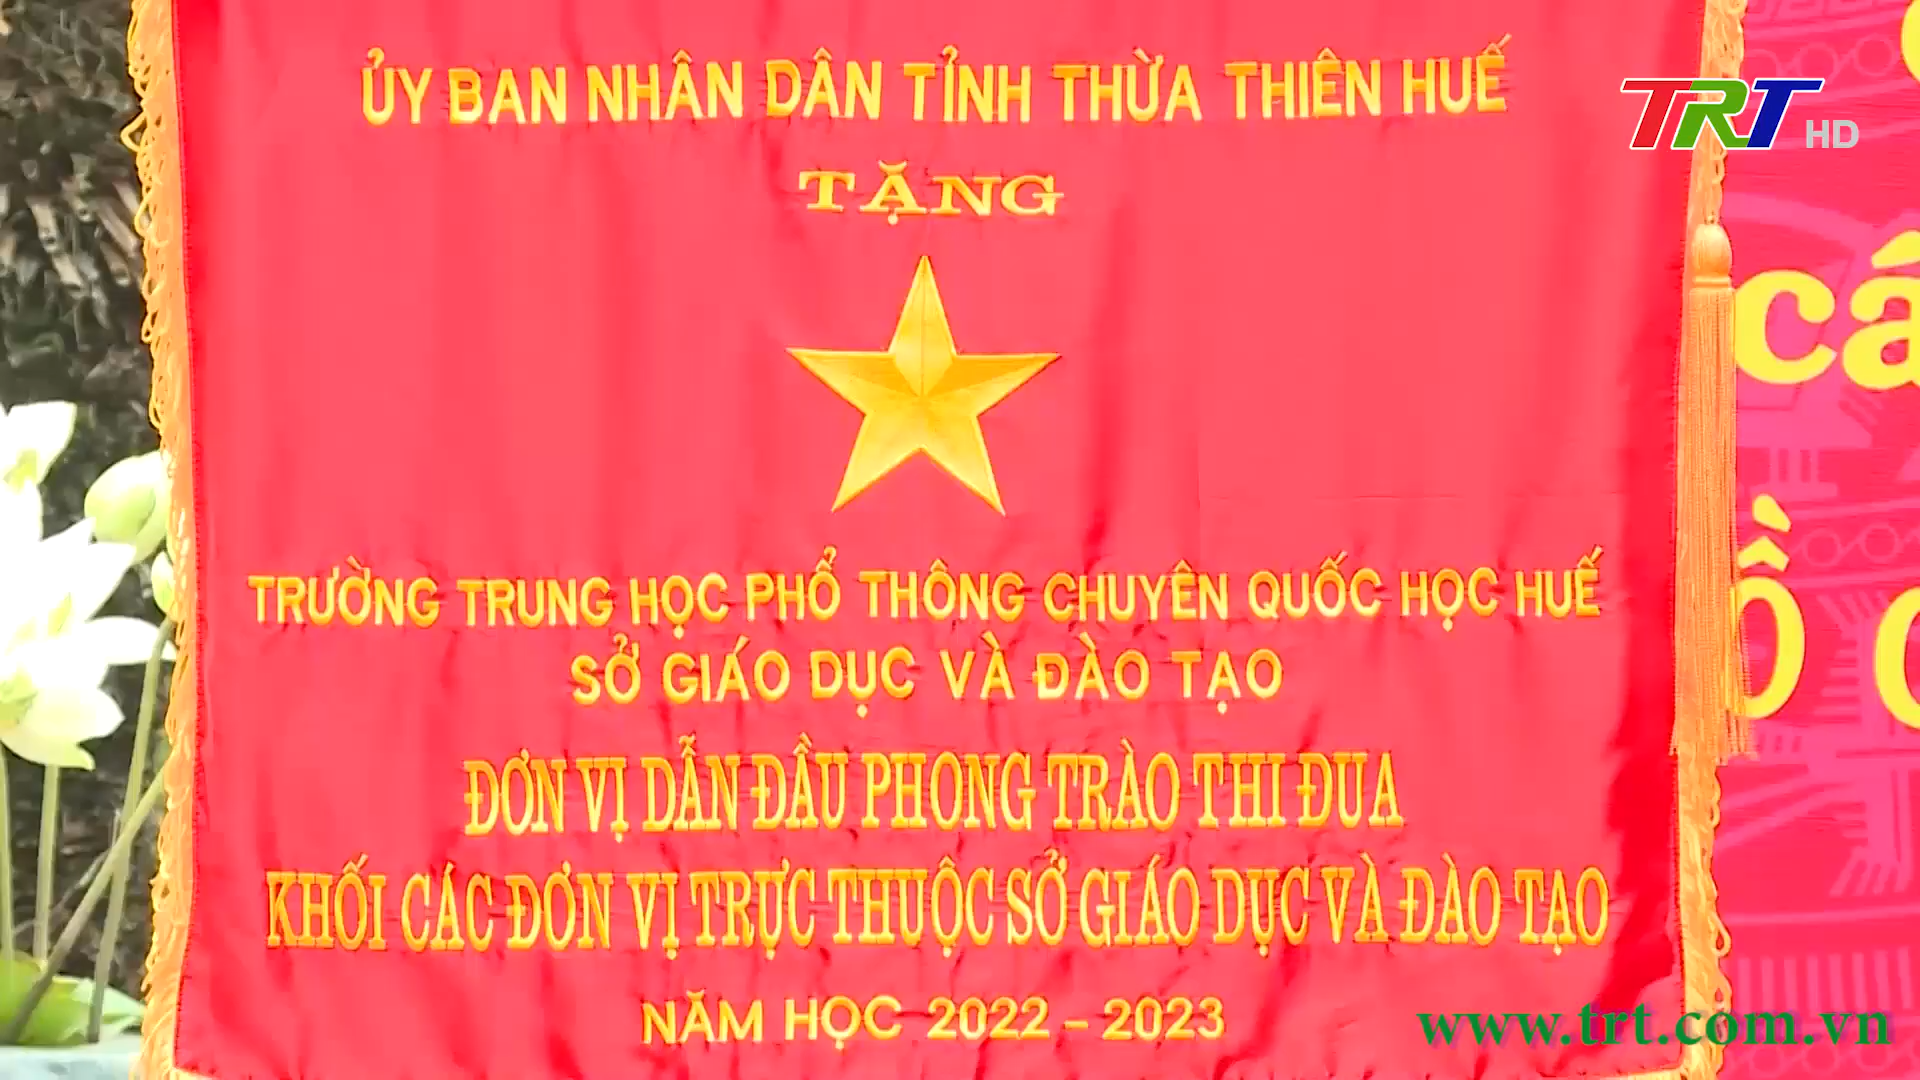 ỦY BAN NHÂN DÂN TỈNH THỪA THIÊN HUẾ
TRT HD
TẶNG
TRƯỜNG TRUNG HỌC PHỔ THÔNG CHUYÊN QUỐC HỌC HUẾ
SỞ GIÁO DỤC VÀ ĐÀO TẠO
ĐƠN VỊ DẪN ĐẦU PHONG TRÀO THI ĐUA
KHỐI CÁC ĐƠN VỊ TRỰC THUỘC SỞ GIÁO DỤC VÀ ĐÀO TẠO
NĂM HỌC 2022 - 2023
www.trt.com.vn